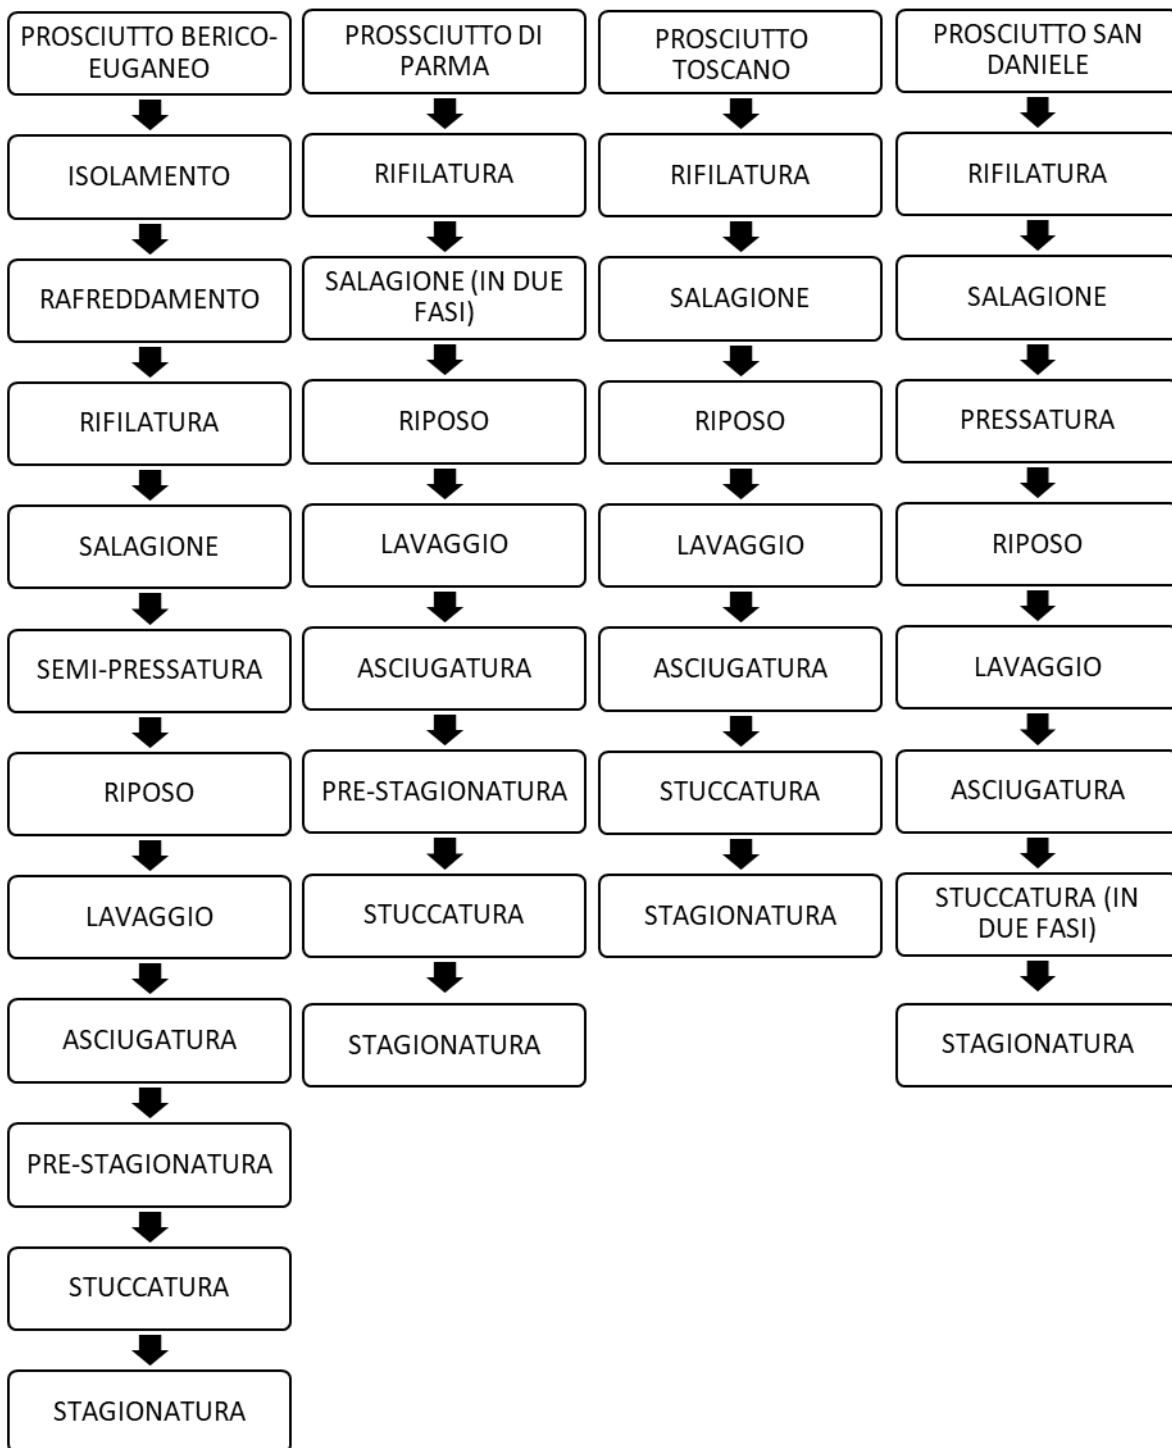 PROSCIUTTO BERICO-
EUGANEO
ISOLAMENTO
RAFREDDAMENTO
RIFILATURA
SALAGIONE
SEMI-PRESSATURA
RIPOSO
LAVAGGIO
ASCIUGATURA
PRE-STAGIONATURA
STUCCATURA
STAGIONATURA
PROSSCIUTTO DI
PARMA
RIFILATURA
SALAGIONE (IN DUE
FASI)
RIPOSO
LAVAGGIO
ASCIUGATURA
PRE-STAGIONATURA
STUCCATURA
STAGIONATURA
PROSCIUTTO
TOSCANO
RIFILATURA
SALAGIONE
RIPOSO
LAVAGGIO
ASCIUGATURA
STUCCATURA
STAGIONATURA
PROSCIUTTO SAN
DANIELE
RIFILATURA
SALAGIONE
PRESSATURA
RIPOSO
LAVAGGIO
ASCIUGATURA
STUCCATURA (IN
DUE FASI)
STAGIONATURA